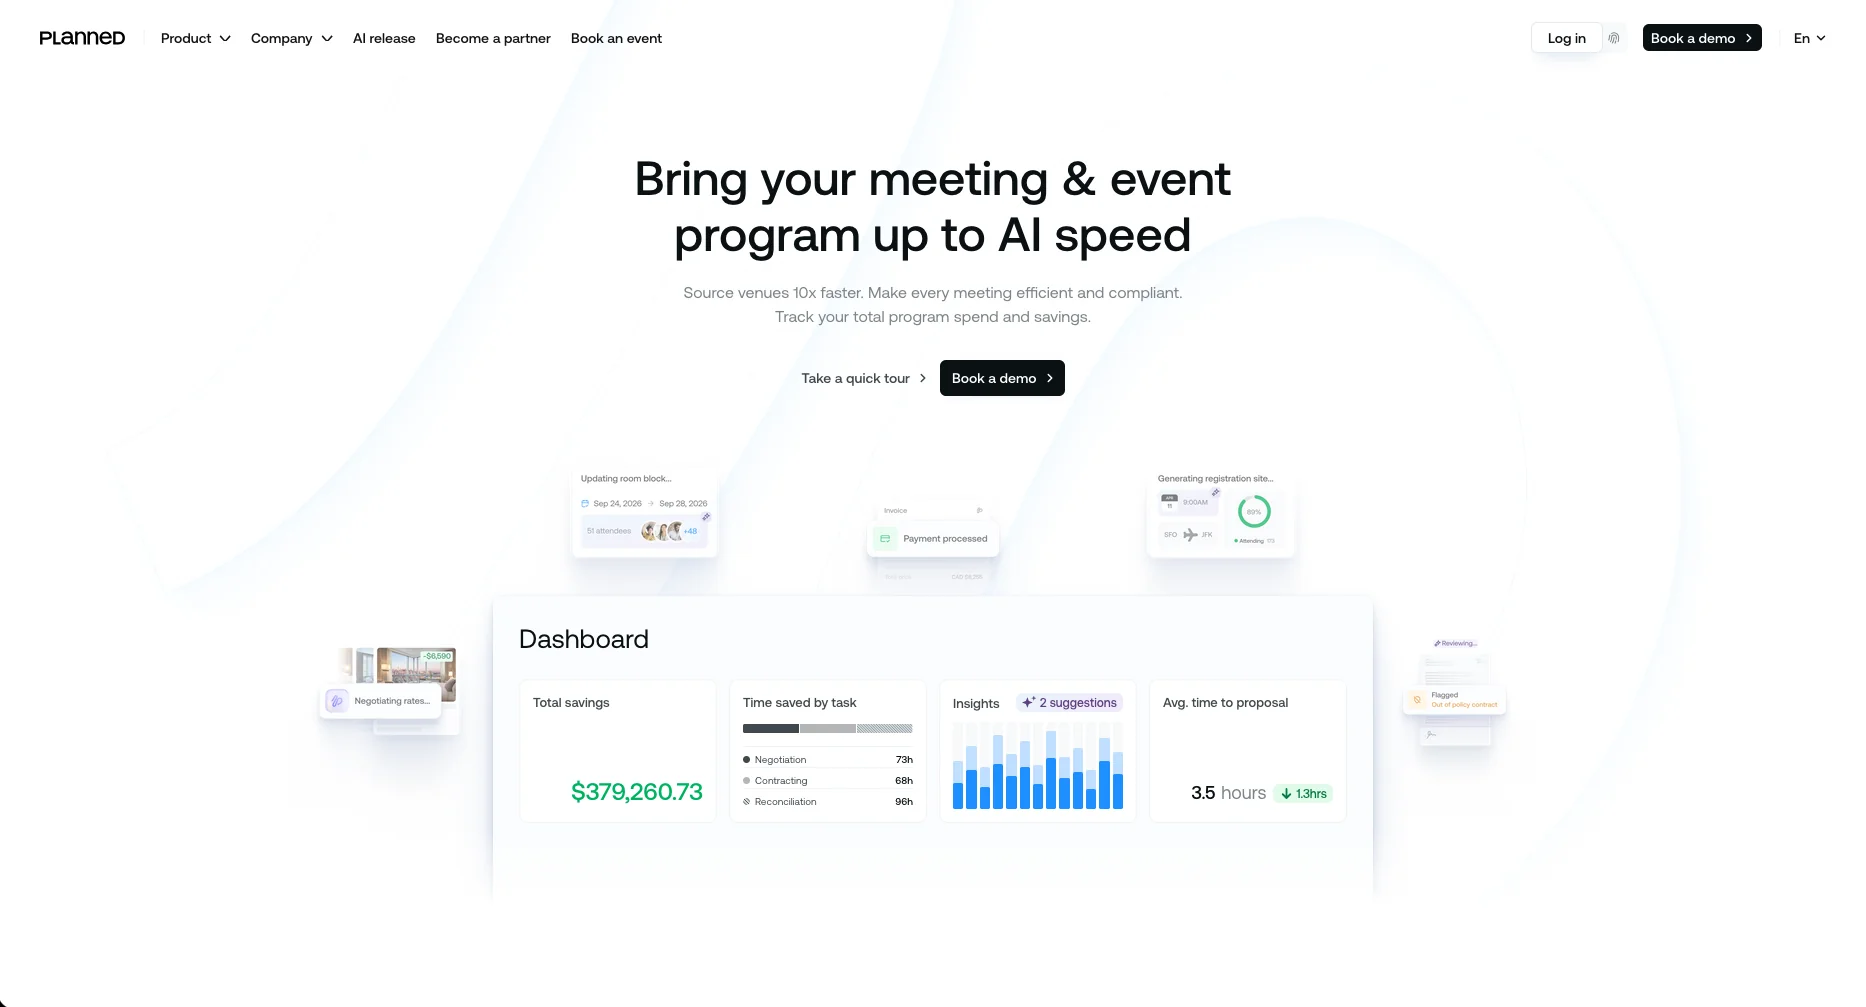 PLANNED
Product
Company
AI release
Become a partner
Book an event
Log in
Book a demo
En
Bring your meeting & event
program up to AI speed
Source venues 10x faster. Make every meeting efficient and compliant.
Track your total program spend and savings.
Take a quick tour
Book a demo
Updating room block...
Sep 24, 2026
Sep 28, 2026
51 attendees
+48
Invoice
Payment processed
Generating registration site...
APR
11
9:00AM
SFO
JFK
89%
Attending
Dashboard
Total savings
$379,260.73
Time saved by task
Negotiation 73h
Contracting 68h
Reconciliation 96h
Insights
2 suggestions
Avg. time to proposal
3.5 hours
1.3hrs
-$6,590
Negotiating rates...
Reviewing...
Flagged
Out of policy contract